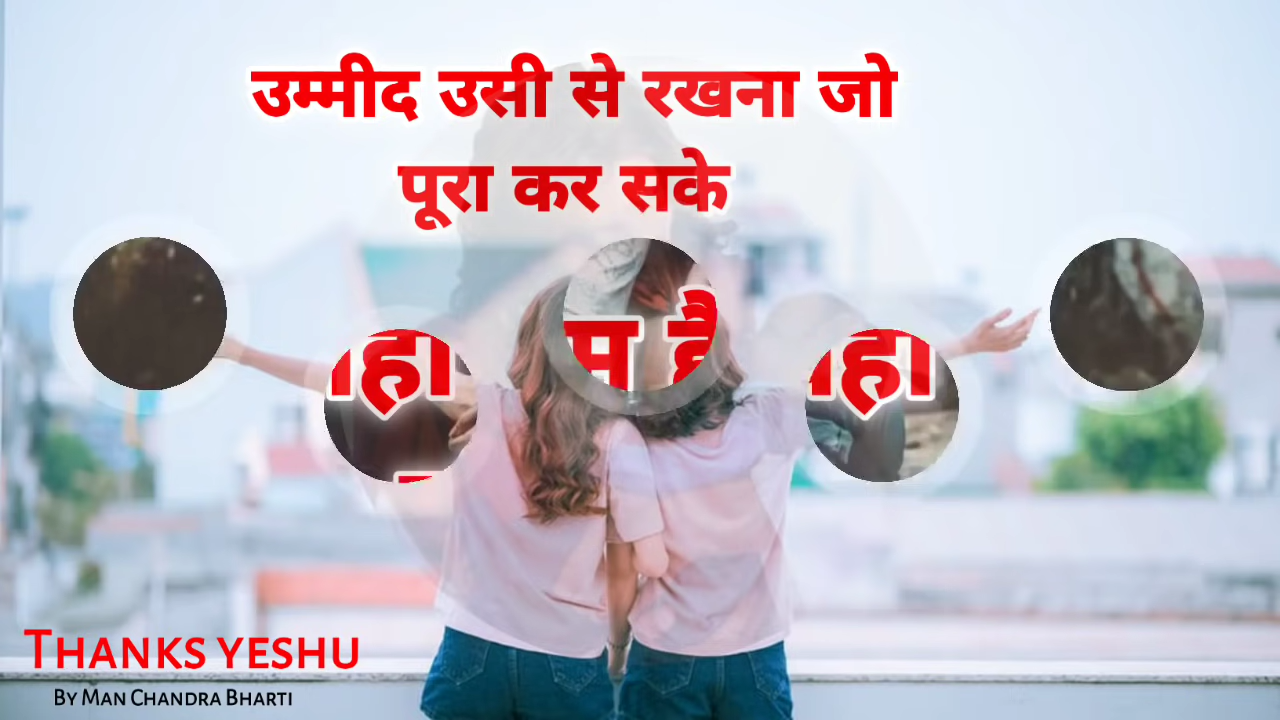 उम्मीद उसी से रखना जो
पूरा कर सके
Thanks yeshu
By Man Chandra Bharti